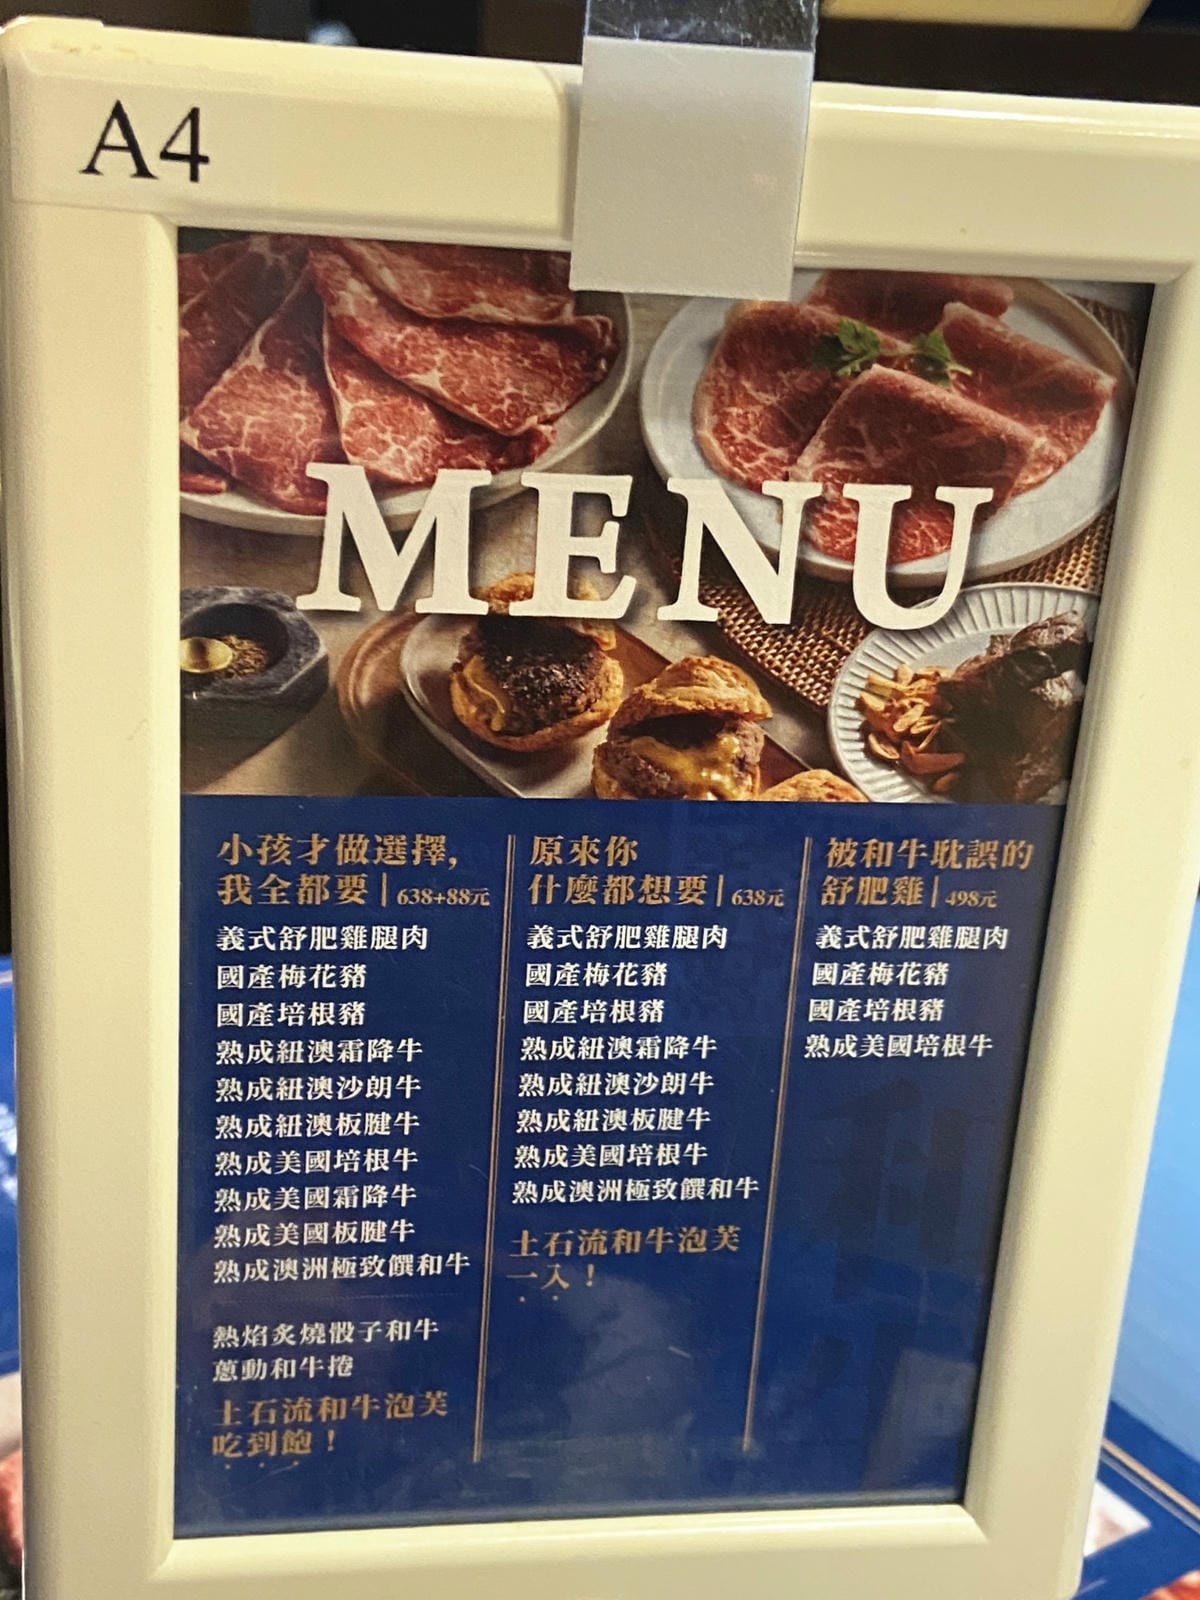 A4
MENU
小孩才做選擇,
我全都要|638+88元
義式舒肥雞腿肉
國產梅花豬
國產培根豬
熟成紐澳霜降牛
熟成紐澳沙朗牛
熟成紐澳板腱牛
熟成美國培根牛
熟成美國霜降牛
熟成美國板腱牛
熟成澳洲極致饌和牛
熱焰炙燒骰子和牛
蔥動和牛捲
土石流和牛泡芙
吃到飽！
原來你
什麼都想要|638元
義式舒肥雞腿肉
國產梅花豬
國產培根豬
熟成紐澳霜降牛
熟成紐澳沙朗牛
熟成紐澳板腱牛
熟成美國培根牛
熟成澳洲極致饌和牛
土石流和牛泡芙
一入！
被和牛耽誤的
舒肥雞|498元
義式舒肥雞腿肉
國產梅花豬
國產培根豬
熟成美國培根牛